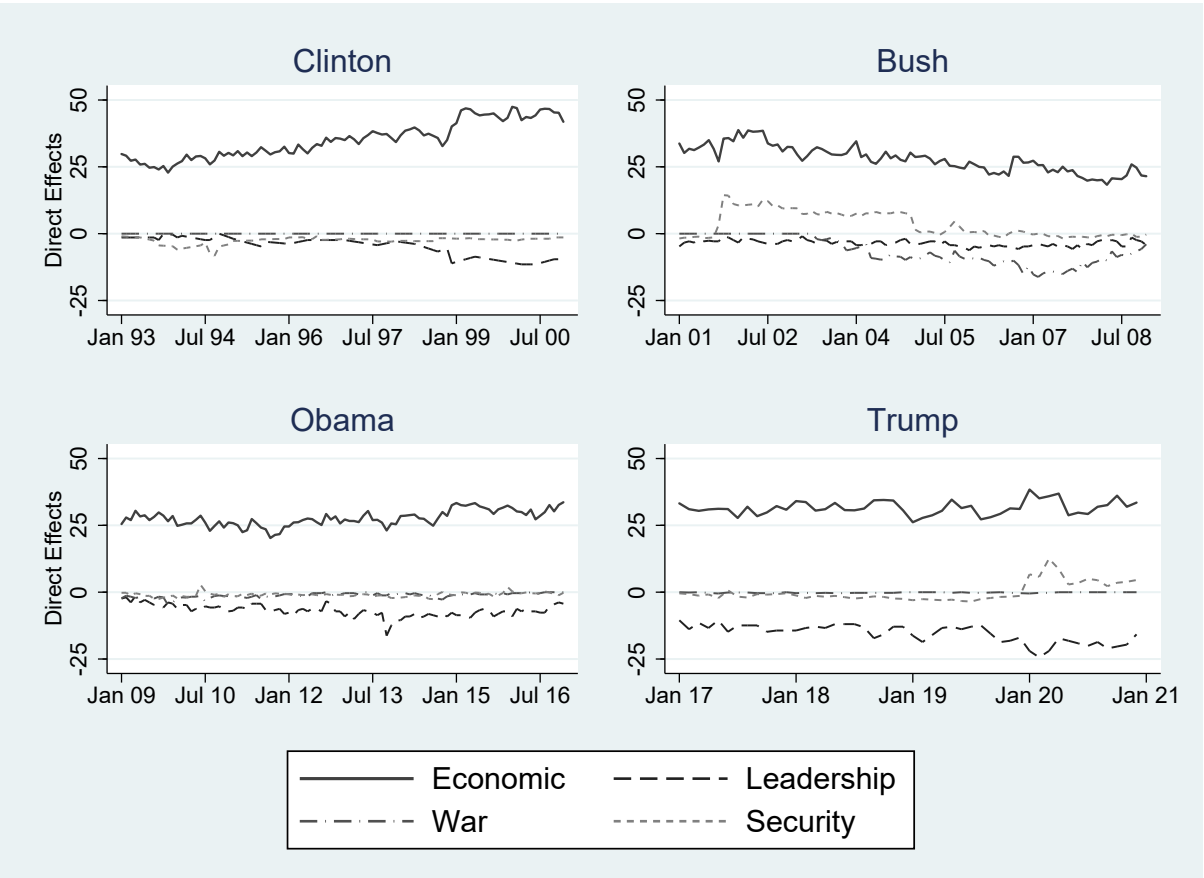 Clinton
Bush
Direct Effects
50
25
0
-25
Jan 93 Jul 94 Jan 96 Jul 97 Jan 99 Jul 00
50
25
0
-25
Jan 01 Jul 02 Jan 04 Jul 05 Jan 07 Jul 08
Obama
Trump
Direct Effects
50
25
0
-25
Jan 09 Jul 10 Jan 12 Jul 13 Jan 15 Jul 16
50
25
0
-25
Jan 17 Jan 18 Jan 19 Jan 20 Jan 21
Economic Leadership
War Security